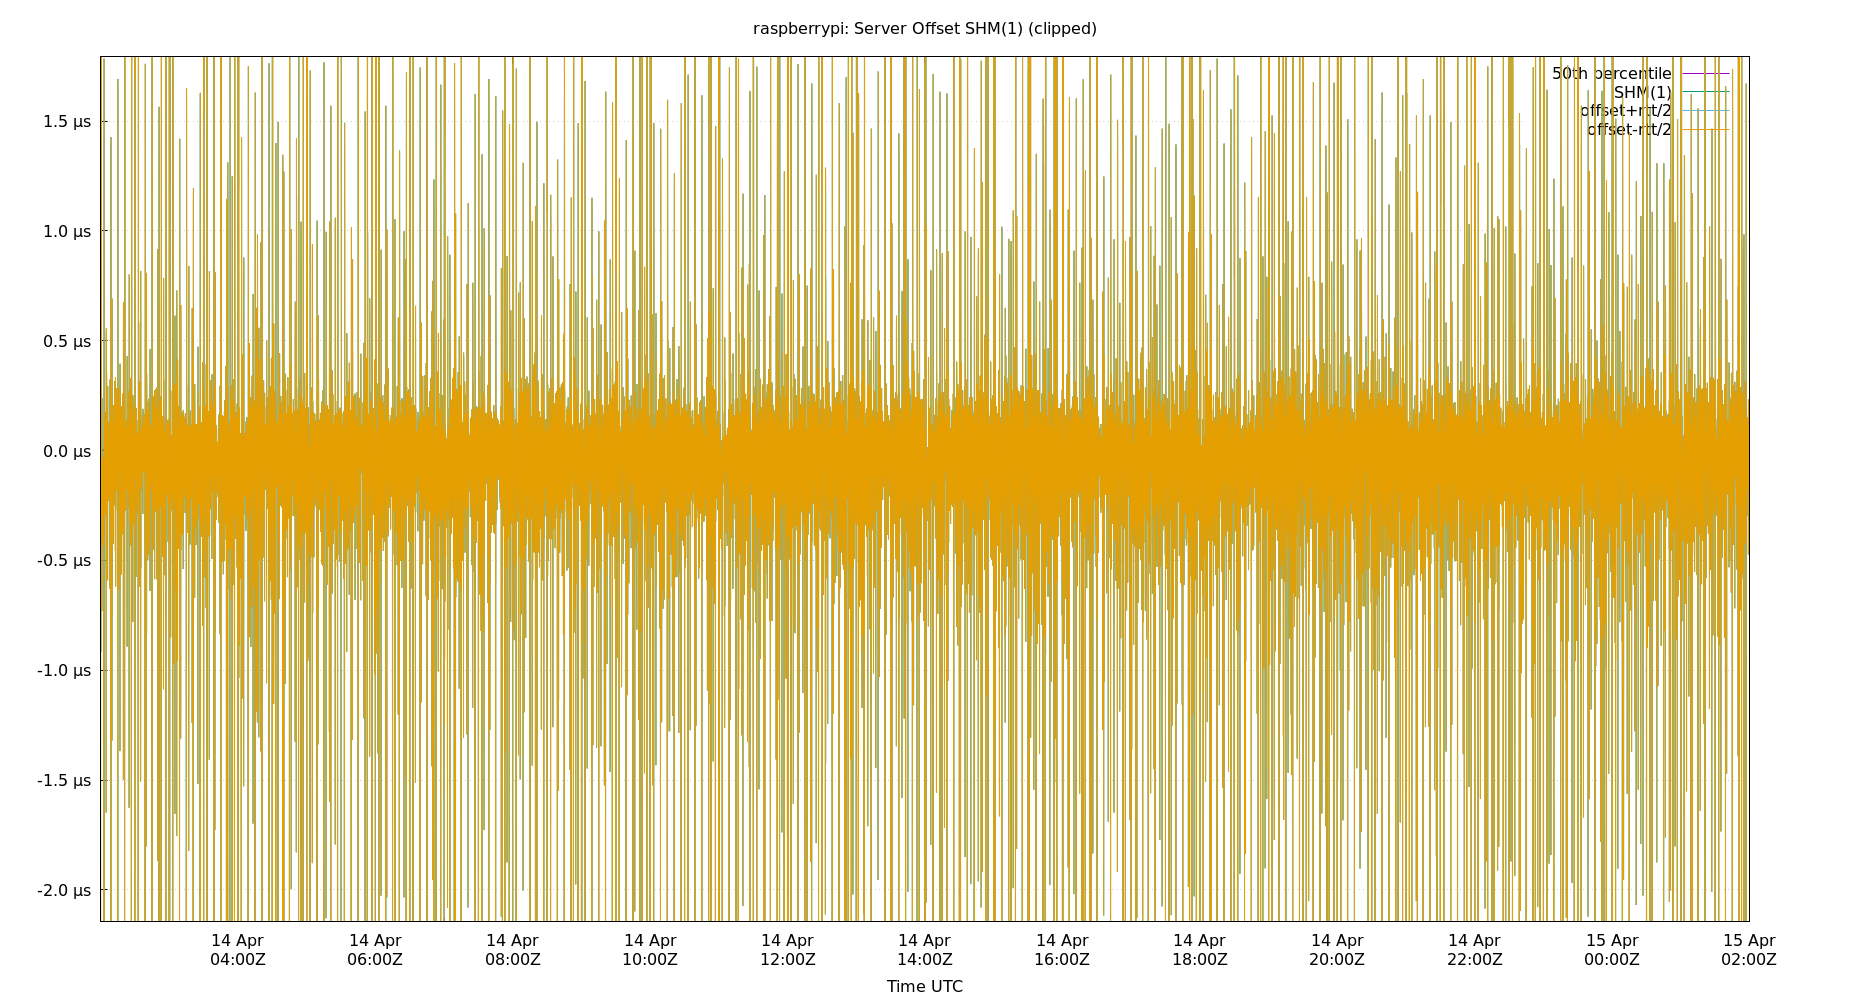 raspberrypi: Server Offset SHM(1) (clipped)
50th percentile
SHM(1)
offset+rtt/2
offset-rtt/2
1.5 µs
1.0 µs
0.5 µs
0.0 µs
-0.5 µs
-1.0 µs
-1.5 µs
-2.0 µs
14 Apr 14 Apr 14 Apr 14 Apr 14 Apr 14 Apr 14 Apr 14 Apr 14 Apr 14 Apr 15 Apr 15 Apr
04:00Z 06:00Z 08:00Z 10:00Z 12:00Z 14:00Z 16:00Z 18:00Z 20:00Z 22:00Z 00:00Z 02:00Z
Time UTC